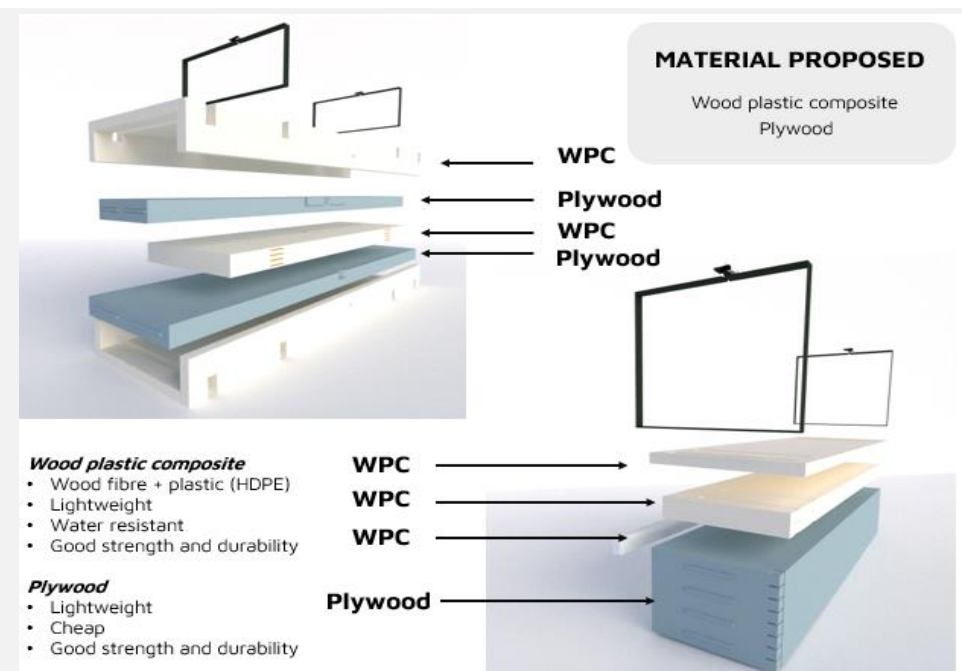 MATERIAL PROPOSED
Wood plastic composite
Plywood
WPC
Plywood
WPC
Plywood
Wood plastic composite
• Wood fibre + plastic (HDPE)
• Lightweight
• Water resistant
• Good strength and durability
Plywood
• Lightweight
• Cheap
• Good strength and durability
WPC
WPC
WPC
Plywood